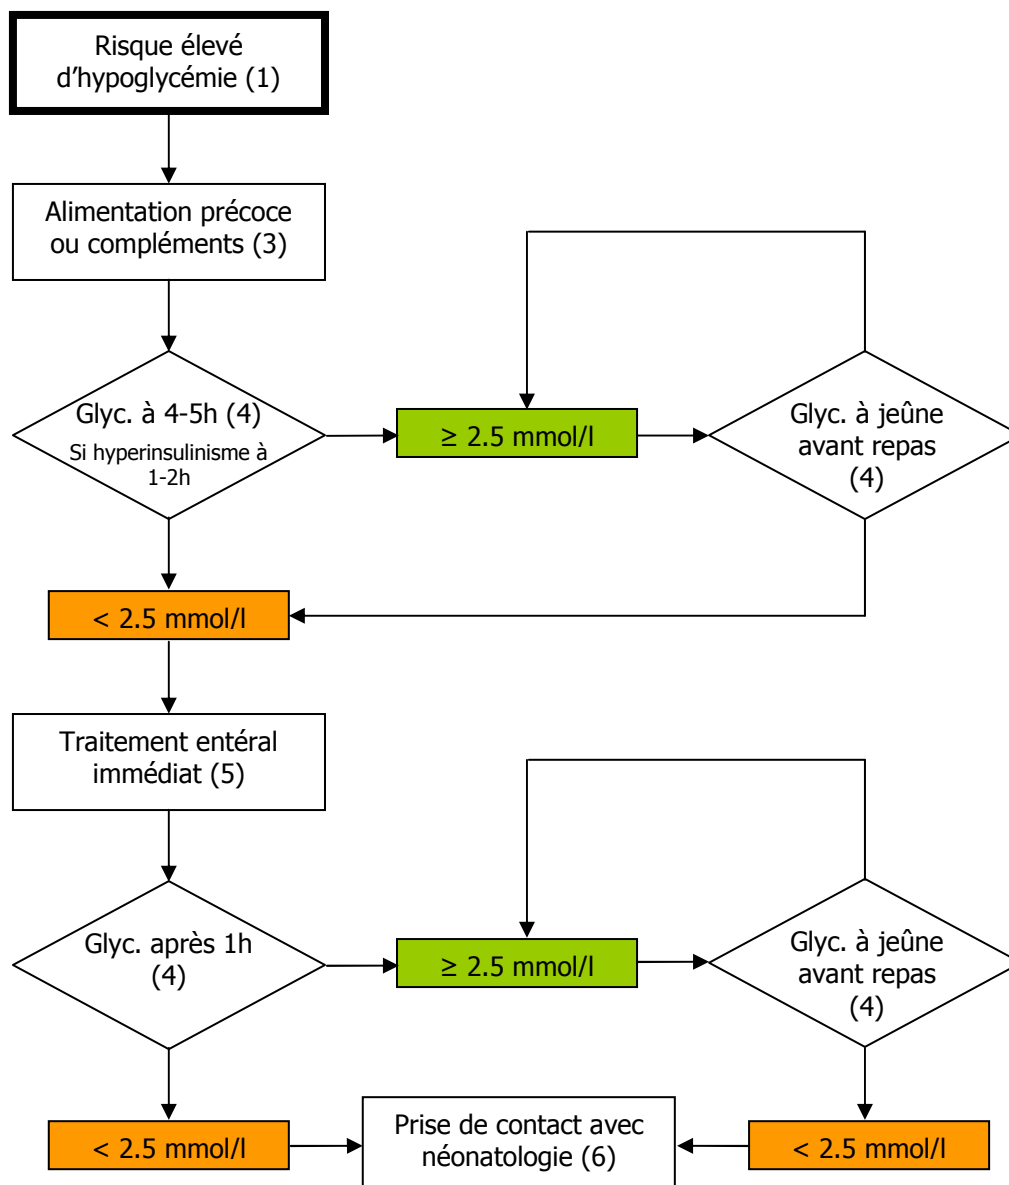 Risque élevé
d'hypoglycémie (1)
Alimentation précoce
ou compléments (3)
Glyc. à 4-5h (4)
Si hyperinsulinisme à
1-2h
≥ 2.5 mmol/l
Glyc. à jeûne
avant repas
(4)
< 2.5 mmol/l
Traitement entéral
immédiat (5)
Glyc. après 1h
(4)
≥ 2.5 mmol/l
Glyc. à jeûne
avant repas
(4)
< 2.5 mmol/l
Prise de contact avec
néonatologie (6)
< 2.5 mmol/l